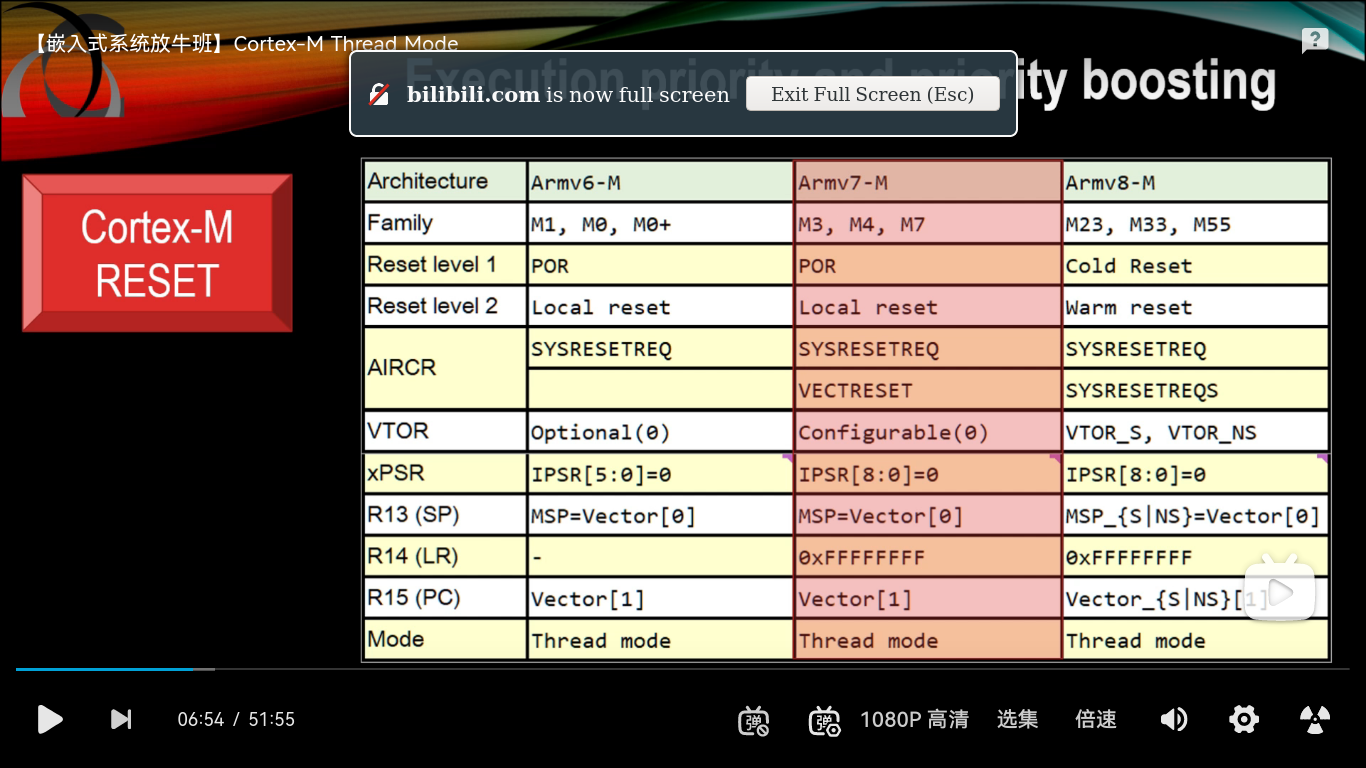 【嵌入式系统放牛班】Cortex-M Thread Mode
Execution priority and priority boosting
bilibili.com is now full screen
Exit Full Screen (Esc)
Cortex-M
RESET
Architecture Armv6-M Armv7-M Armv8-M
Family M1, M0, M0+ M3, M4, M7 M23, M33, M55
Reset level 1 POR POR Cold Reset
Reset level 2 Local reset Local reset Warm reset
AIRCR SYSRESETREQ SYSRESETREQ SYSRESETREQ
VECTRESET SYSRESETREQS
VTOR Optional(0) Configurable(0) VTOR_S, VTOR_NS
xPSR IPSR[5:0]=0 IPSR[8:0]=0 IPSR[8:0]=0
R13 (SP) MSP=Vector[0] MSP=Vector[0] MSP_{S|NS}=Vector[0]
R14 (LR) - 0xFFFFFFFF 0xFFFFFFFF
R15 (PC) Vector[1] Vector[1] Vector_{S|NS}[1]
Mode Thread mode Thread mode Thread mode
06:54 / 51:55
弹 弹 1080P 高清 选集 倍速